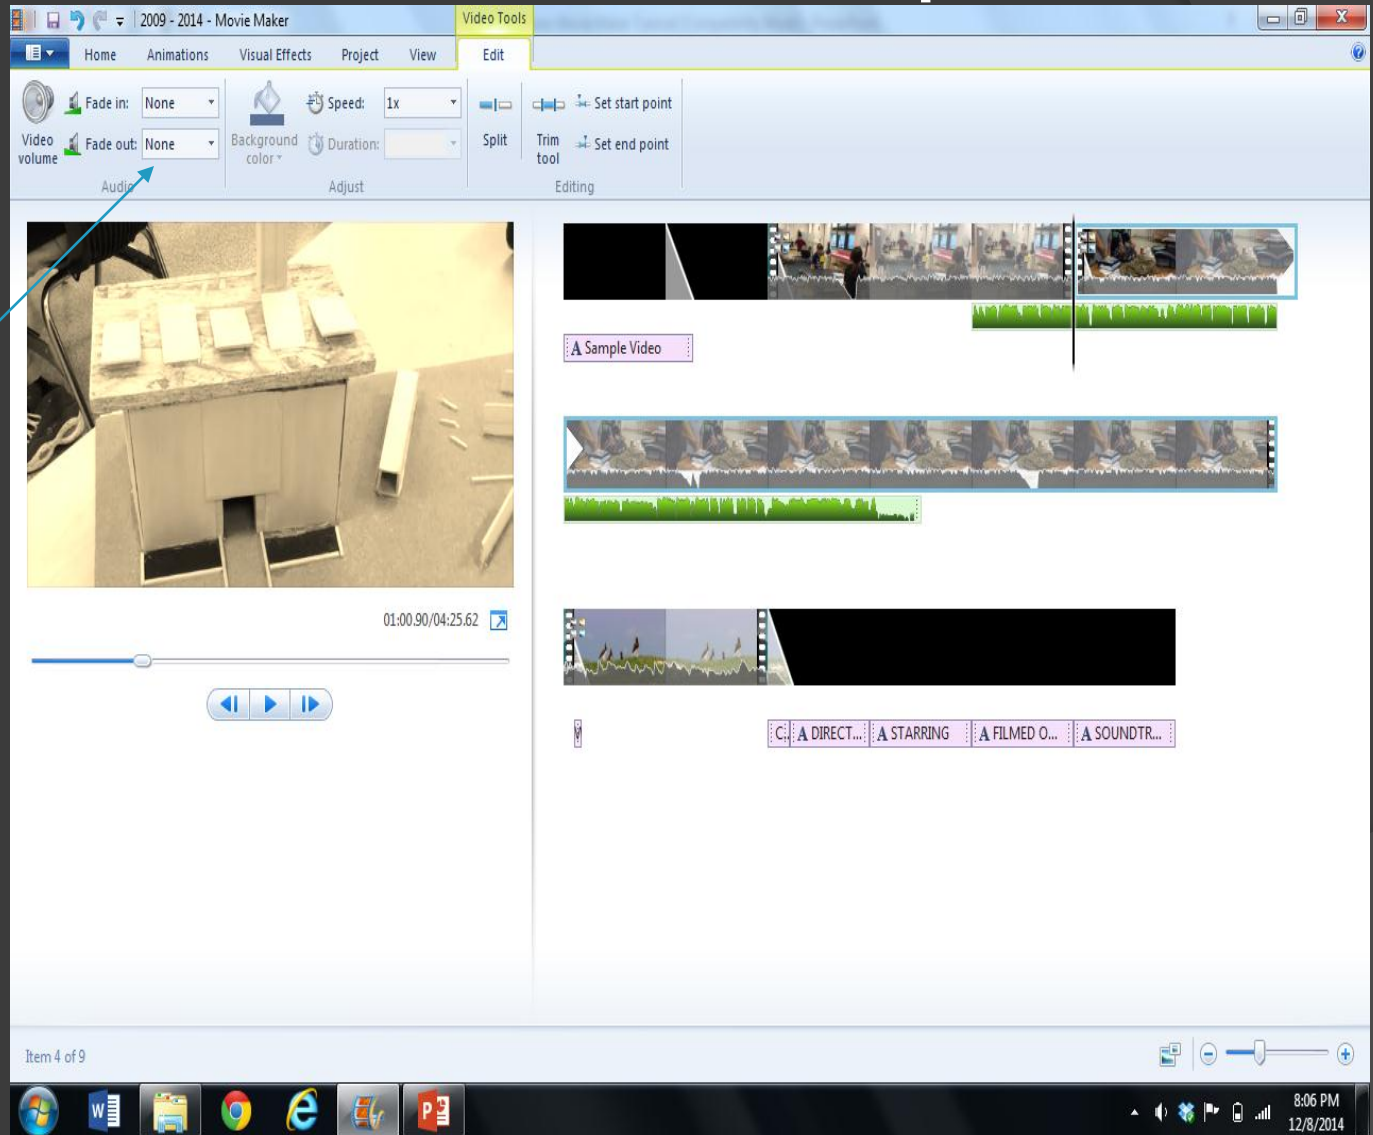 2009 - 2014 - Movie Maker
Video Tools
Home Animations Visual Effects Project View Edit
Fade in: None
Speed: 1x
Set start point
Video volume
Fade out: None
Background color
Duration:
Split
Trim tool
Set end point
Audio
Adjust
Editing
A Sample Video
01:00.90/04:25.62
C..
A DIRECT...
A STARRING
A FILMED O...
A SOUNDTR...
Item 4 of 9
8:06 PM
12/8/2014